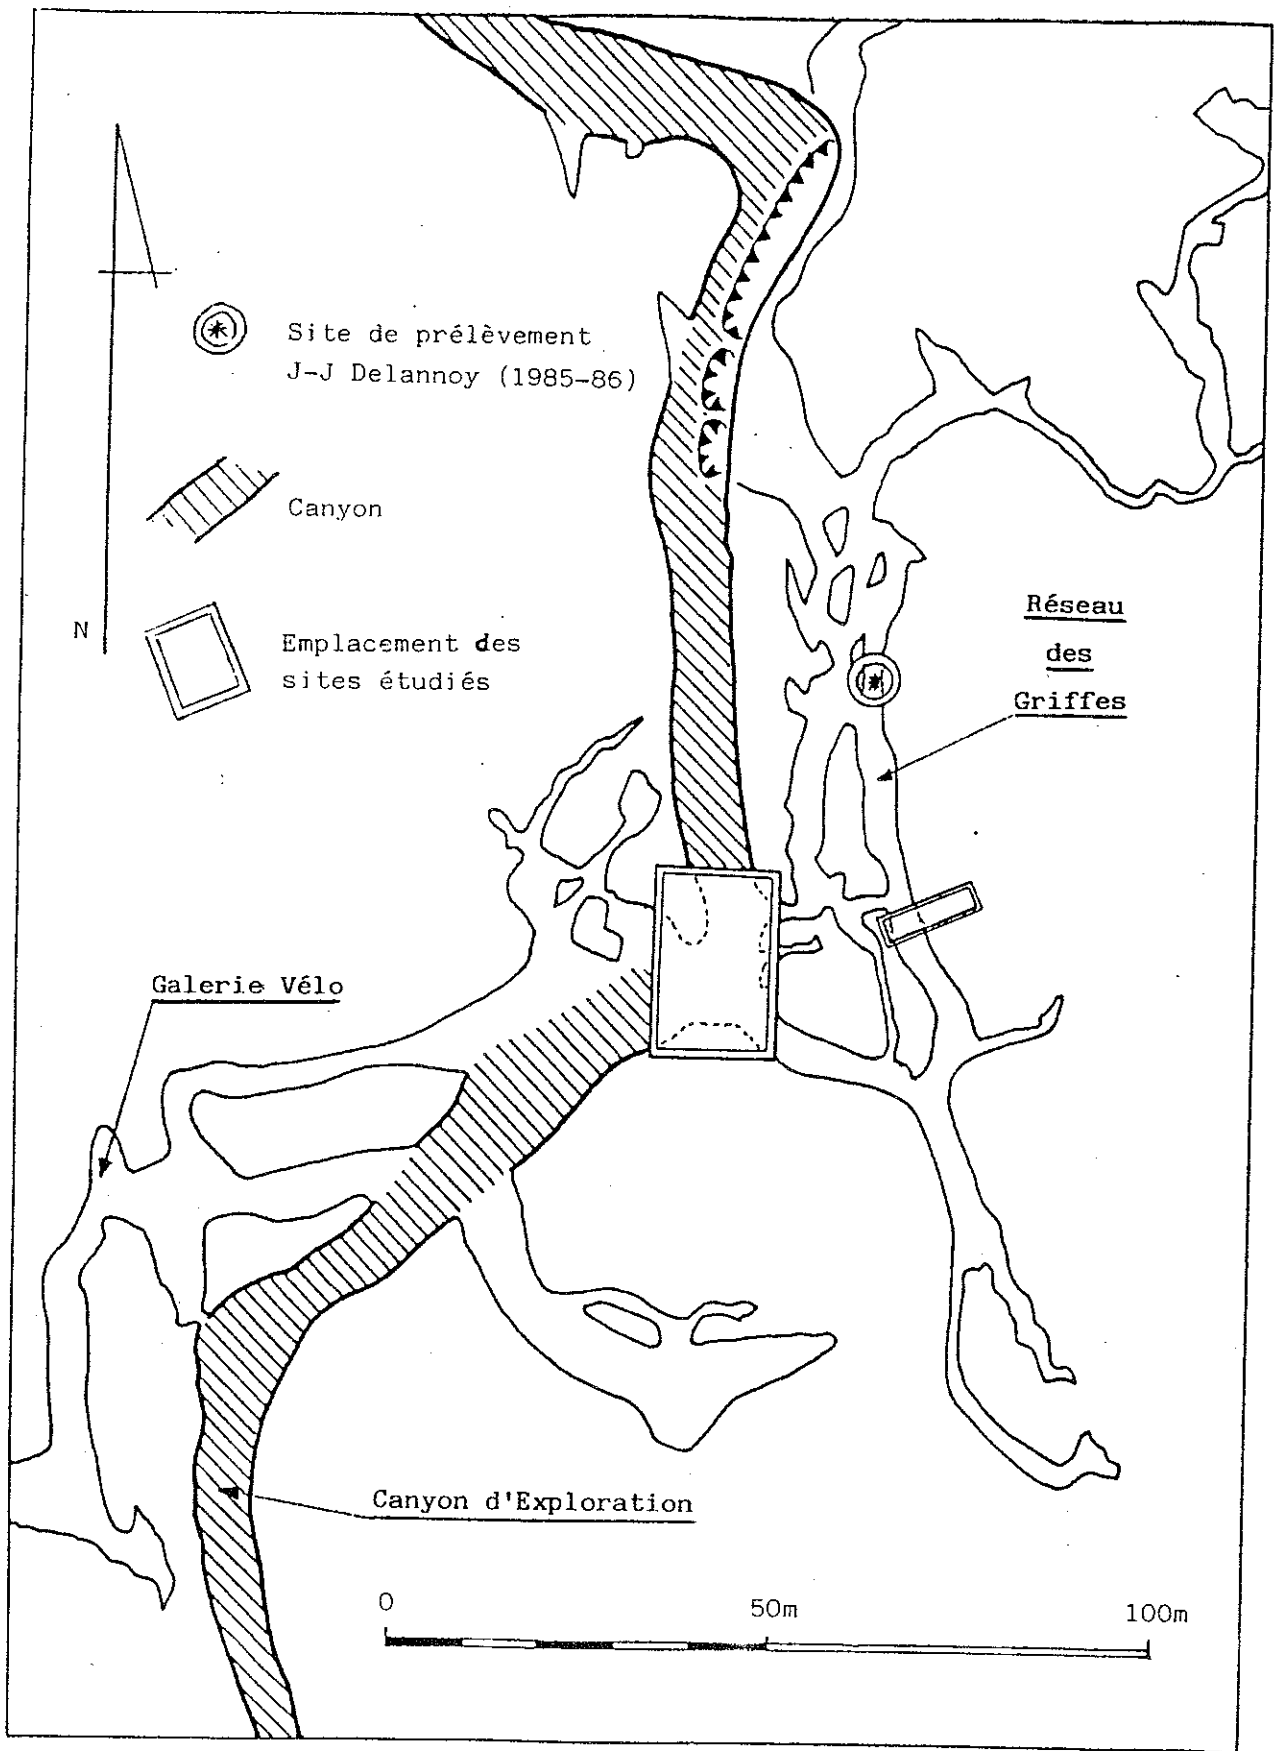 Site de prélèvement
J-J Delannoy (1985-86)
Canyon
N
Emplacement des
sites étudiés
Réseau
des
Griffes
Galerie Vélo
Canyon d'Exploration
0
50m
100m